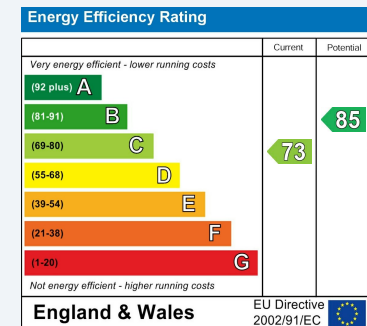 Energy Efficiency Rating
Current Potential
Very energy efficient - lower running costs
(92 plus) A
(81-91) B
85
(69-80) C
73
(55-68) D
(39-54) E
(21-38) F
(1-20) G
Not energy efficient - higher running costs
England & Wales
EU Directive
2002/91/EC